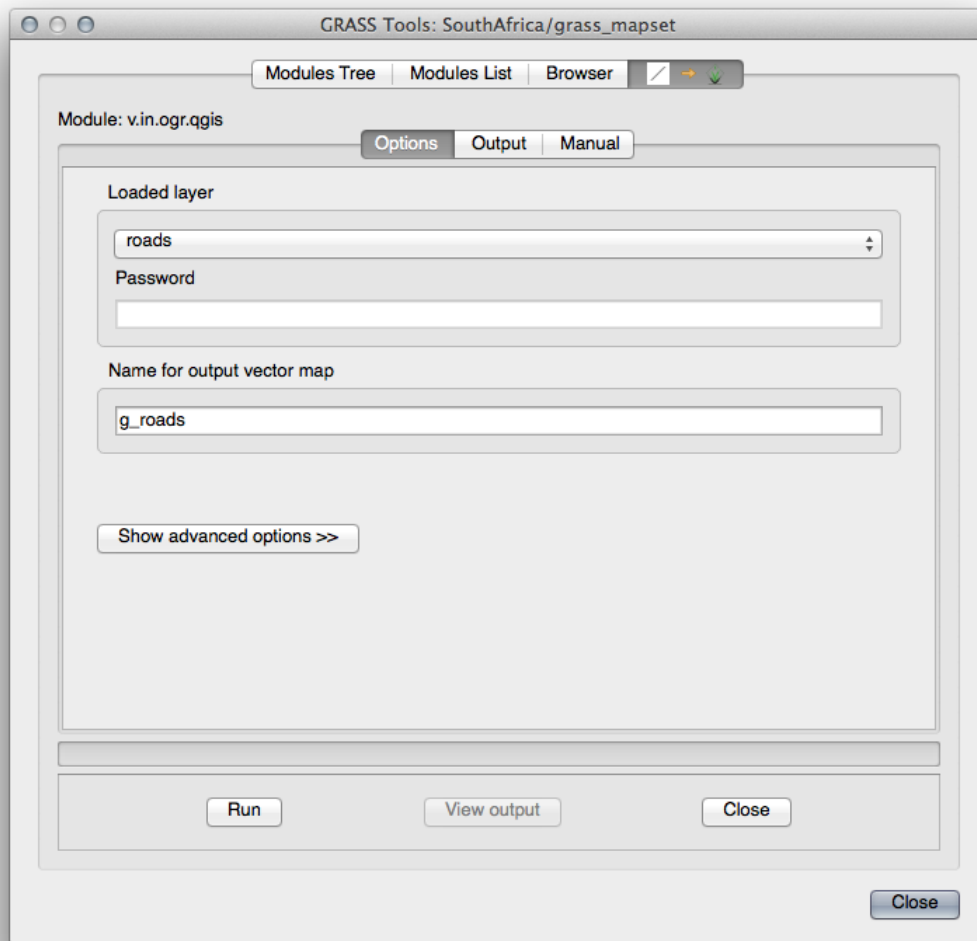 GRASS Tools: SouthAfrica/grass_mapset
Modules Tree Modules List Browser
Module: v.in.ogr.qgis
Options Output Manual
Loaded layer
roads
Password
Name for output vector map
g_roads
Show advanced options >>
Run View output Close
Close